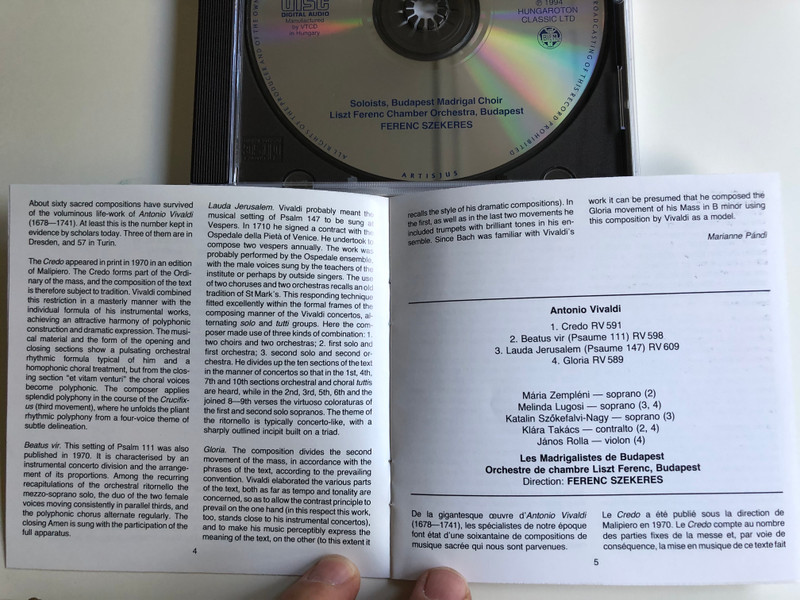 DISC
DIGITAL AUDIO
Manufactured
by VTCD
in Hungary
℗ 1994
HUNGAROTON
CLASSIC LTD
Soloists, Budapest Madrigal Choir
Liszt Ferenc Chamber Orchestra, Budapest
FERENC SZEKERES
ARTISJUS
ALL RIGHTS OF THE PRODUCER AND OF THE
BROADCASTING OF THIS RECORD PROHIBITED
About sixty sacred compositions have survived
of the voluminous life-work of Antonio Vivaldi
(1678—1741). At least this is the number kept in
evidence by scholars today. Three of them are in
Dresden, and 57 in Turin.
The Credo appeared in print in 1970 in an edition
of Malipiero. The Credo forms part of the Ordi-
nary of the mass, and the composition of the text
is therefore subject to tradition. Vivaldi combined
this restriction in a masterly manner with the
individual formula of his instrumental works,
achieving an attractive harmony of polyphonic
construction and dramatic expression. The musi-
cal material and the form of the opening and
closing sections show a pulsating orchestral
rhythmic formula typical of him and a
homophonic choral treatment, but from the clos-
ing section "et vitam venturi" the choral voices
become polyphonic. The composer applies
splendid polyphony in the course of the Crucifix-
us (third movement), where he unfolds the pliant
rhythmic polyphony from a four-voice theme of
subtle delineation.
Beatus vir. This setting of Psalm 111 was also
published in 1970. It is characterised by an
instrumental concerto division and the arrange-
ment of its proportions. Among the recurring
recapitulations of the orchestral ritornello the
mezzo-soprano solo, the duo of the two female
voices moving consistently in parallel thirds, and
the polyphonic chorus alternate regularly. The
closing Amen is sung with the participation of the
full apparatus.
Lauda Jerusalem. Vivaldi probably meant the
musical setting of Psalm 147 to be sung at
Vespers. In 1710 he signed a contract with the
Ospedale della Pietà of Venice. He undertook to
compose two vespers annually. The work was
probably performed by the Ospedale ensemble,
with the male voices sung by the teachers of the
institute or perhaps by outside singers. The use
of two choruses and two orchestras recalls an old
tradition of St Mark's. This responding technique
fitted excellently within the formal frames of the
composing manner of the Vivaldi concertos, al-
ternating solo and tutti groups. Here the com-
poser made use of three kinds of combination: 1.
two choirs and two orchestras; 2. first solo and
first orchestra; 3. second solo and second or-
chestra. He divides up the ten sections of the text
in the manner of concertos so that in the 1st, 4th,
7th and 10th sections orchestral and choral tuttis
are heard, while in the 2nd, 3rd, 5th, 6th and the
joined 8—9th verses the virtuoso coloraturas of
the first and second solo sopranos. The theme of
the ritornello is typically concerto-like, with a
sharply outlined incipit built on a triad.
Gloria. The composition divides the second
movement of the mass, in accordance with the
phrases of the text, according to the prevailing
convention. Vivaldi elaborated the various parts
of the text, both as far as tempo and tonality are
concerned, so as to allow the contrast principle to
prevail on the one hand (in this respect this work,
too, stands close to his instrumental concertos),
and to make his music perceptibly express the
meaning of the text, on the other (to this extent it
4
recalls the style of his dramatic compositions). In
the first, as well as in the last two movements he
included trumpets with brilliant tones in his en-
semble. Since Bach was familiar with Vivaldi's
work it can be presumed that he composed the
Gloria movement of his Mass in B minor using
this composition by Vivaldi as a model.
Marianne Pándi
Antonio Vivaldi
1. Credo RV 591
2. Beatus vir (Psaume 111) RV 598
3. Lauda Jerusalem (Psaume 147) RV 609
4. Gloria RV 589
Mária Zempléni — soprano (2)
Melinda Lugosi — soprano (3, 4)
Katalin Szőkefalvi-Nagy — soprano (3)
Klára Takács — contralto (2, 4)
János Rolla — violon (4)
Les Madrigalistes de Budapest
Orchestre de chambre Liszt Ferenc, Budapest
Direction: FERENC SZEKERES
De la gigantesque œuvre d'Antonio Vivaldi
(1678—1741), les spécialistes de notre époque
font état d'une soixantaine de compositions de
musique sacrée qui nous sont parvenues.
Le Credo a été publié sous la direction de
Malipiero en 1970. Le Credo compte au nombre
des parties fixes de la messe et, par voie de
conséquence, la mise en musique de ce texte fait
5